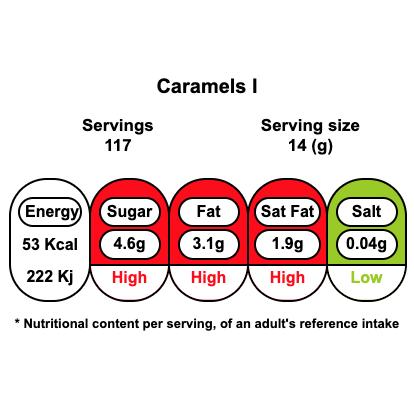 Caramels I
Servings
117
Serving size
14 (g)
Energy Sugar Fat Sat Fat Salt
53 Kcal 4.6g 3.1g 1.9g 0.04g
222 Kj High High High Low
* Nutritional content per serving, of an adult's reference intake